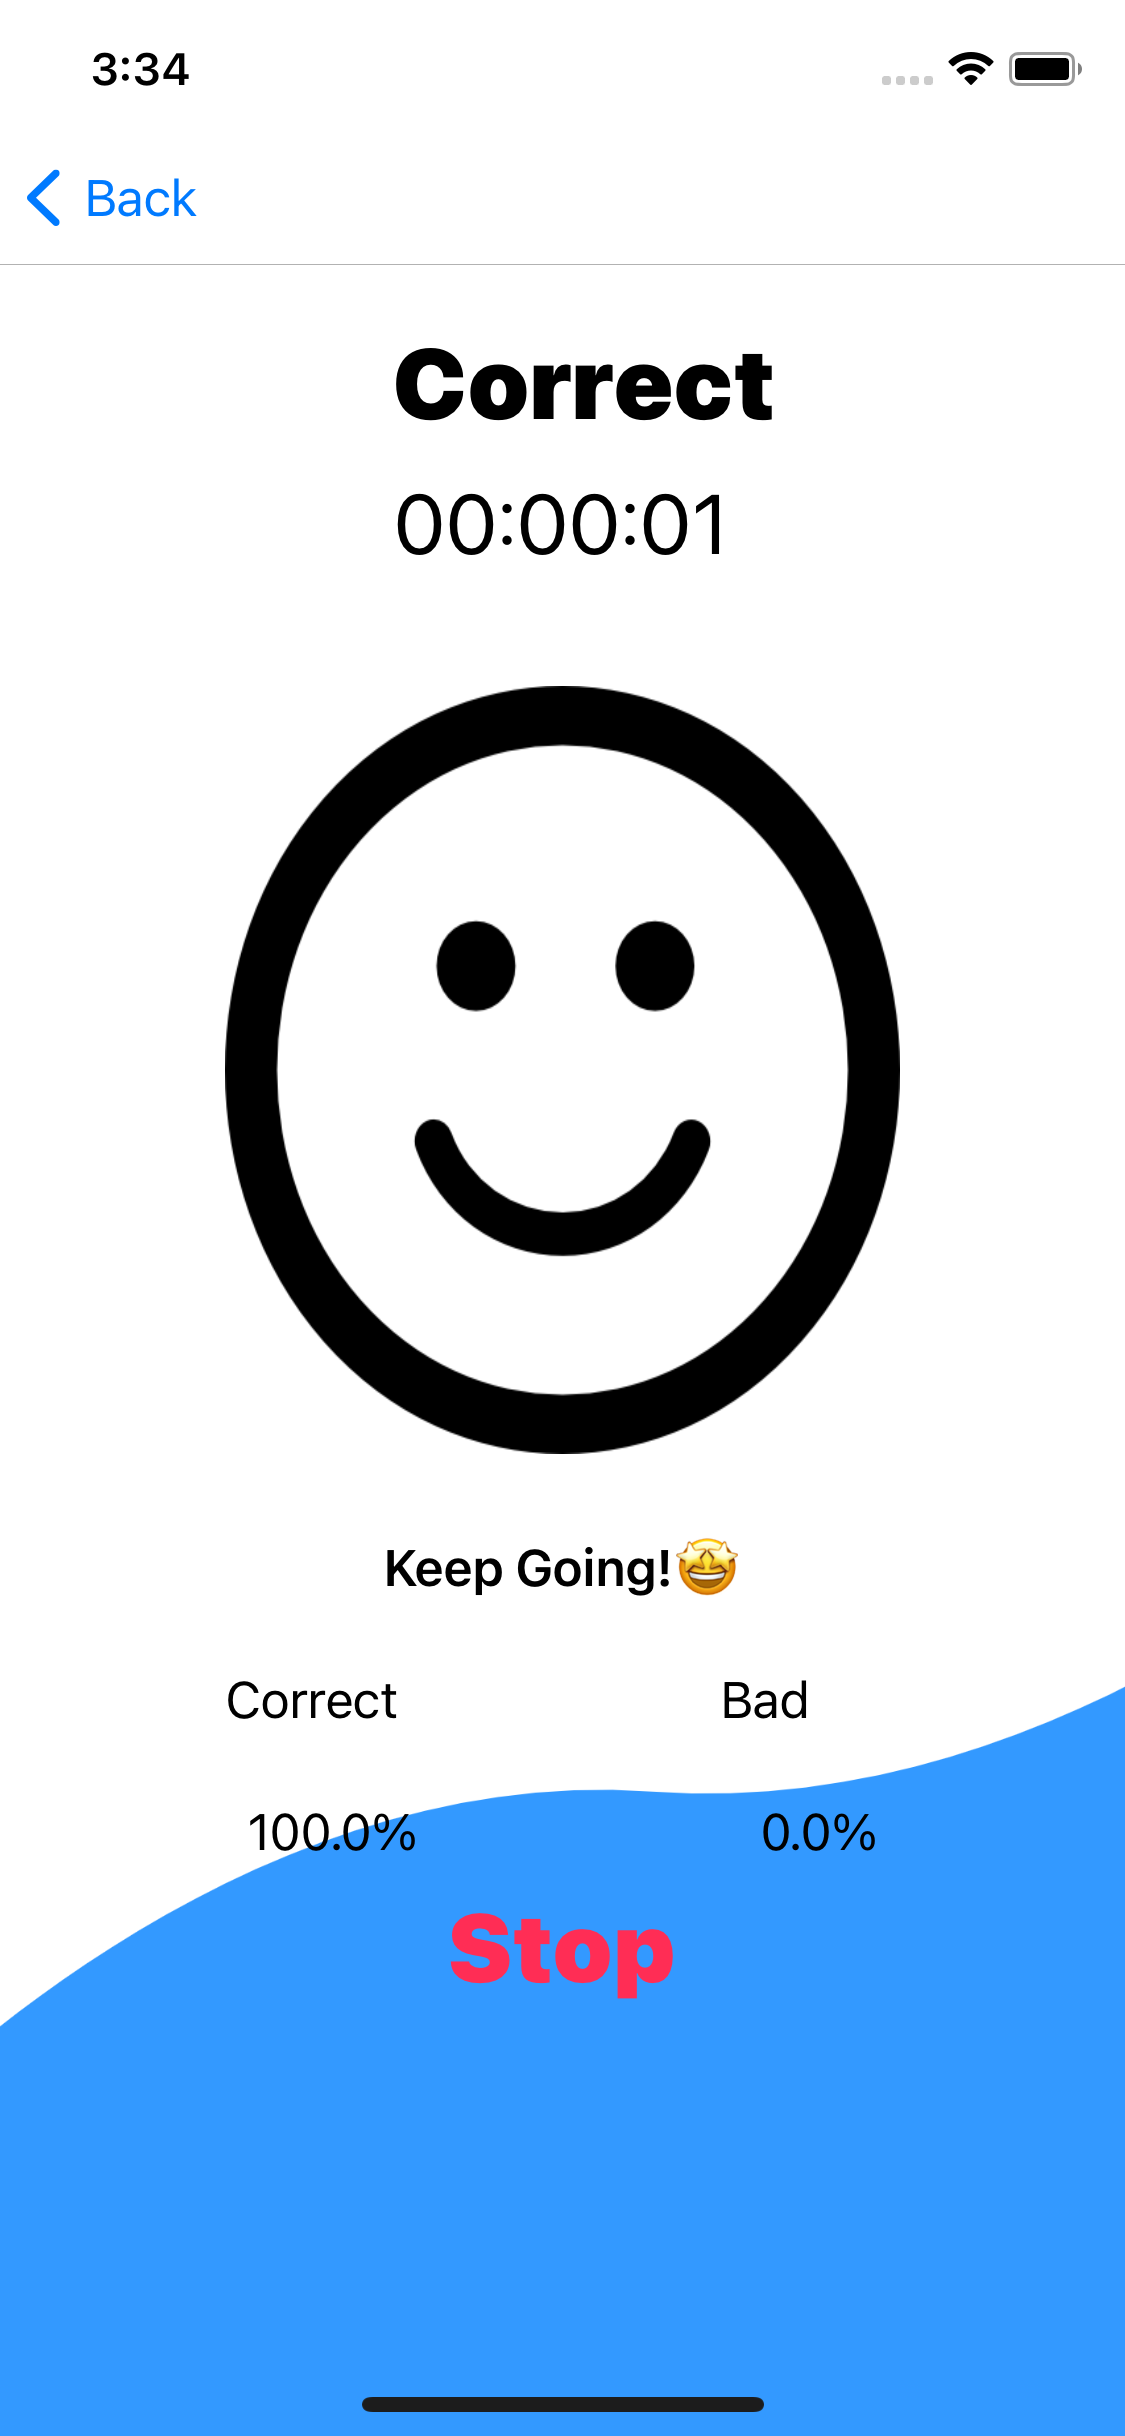 3:34
Back
Correct
00:00:01
Keep Going!🤩
Correct Bad
100.0% 0.0%
Stop